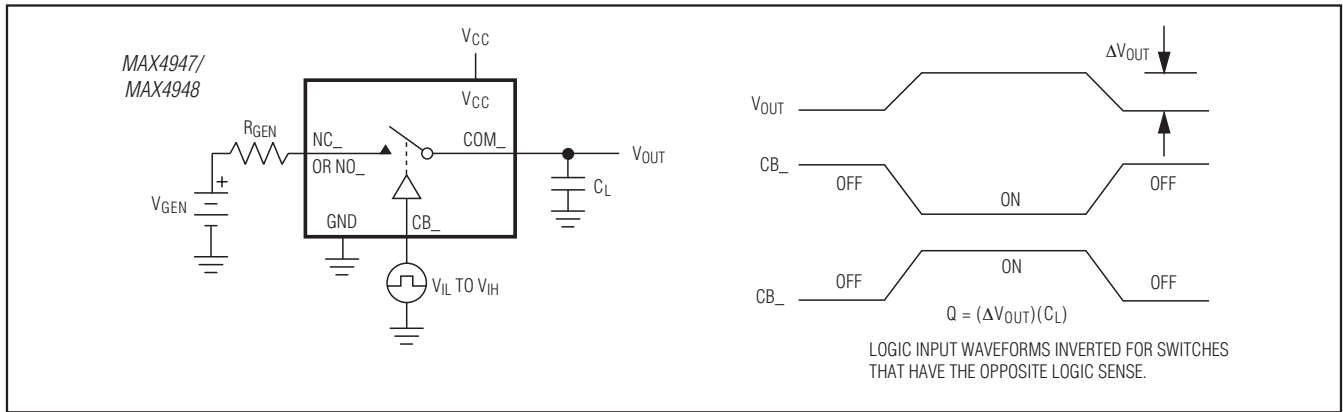 MAX4947/
MAX4948
VCC
VCC
RGEN
NC_
OR NO_
COM_
VOUT
CL
VGEN
+
GND
CB_
VIL TO VIH
ΔVOUT
VOUT
CB_
OFF
ON
OFF
CB_
OFF
ON
OFF
Q = (ΔVOUT)(CL)
LOGIC INPUT WAVEFORMS INVERTED FOR SWITCHES
THAT HAVE THE OPPOSITE LOGIC SENSE.